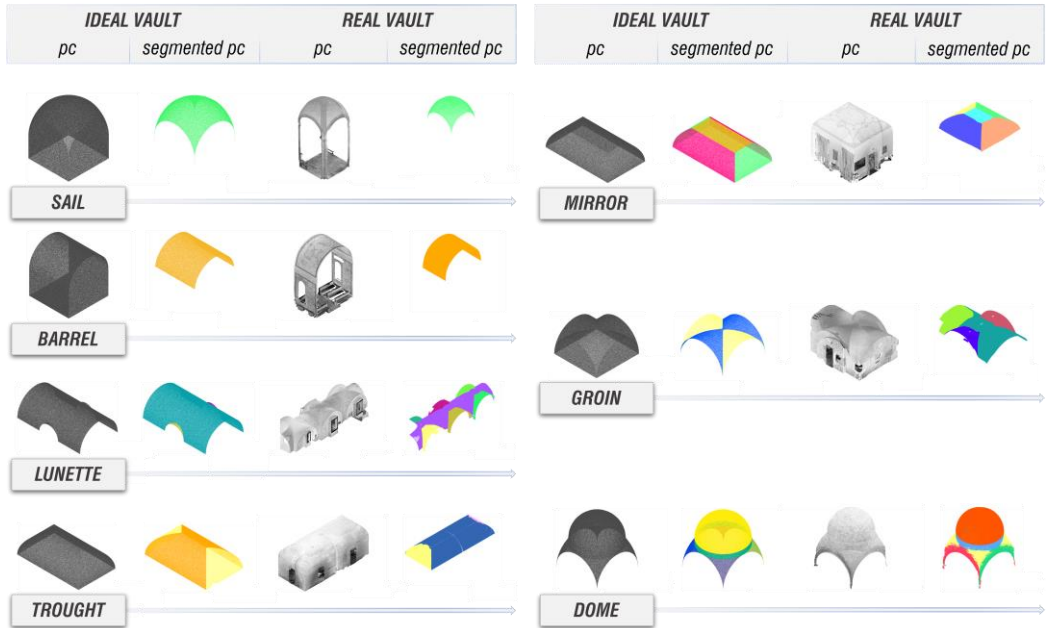 IDEAL VAULT REAL VAULT
pc segmented pc pc segmented pc
SAIL
BARREL
LUNETTE
TROUGHT
IDEAL VAULT REAL VAULT
pc segmented pc pc segmented pc
MIRROR
GROIN
DOME